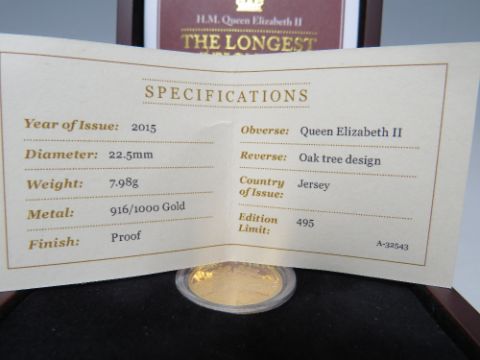 H.M. Queen Elizabeth II
THE LONGEST
SPECIFICATIONS
Year of Issue: 2015
Diameter: 22.5mm
Weight: 7.98g
Metal: 916/1000 Gold
Finish: Proof
Obverse: Queen Elizabeth II
Reverse: Oak tree design
Country
of Issue: Jersey
Edition
Limit: 495
A-32543